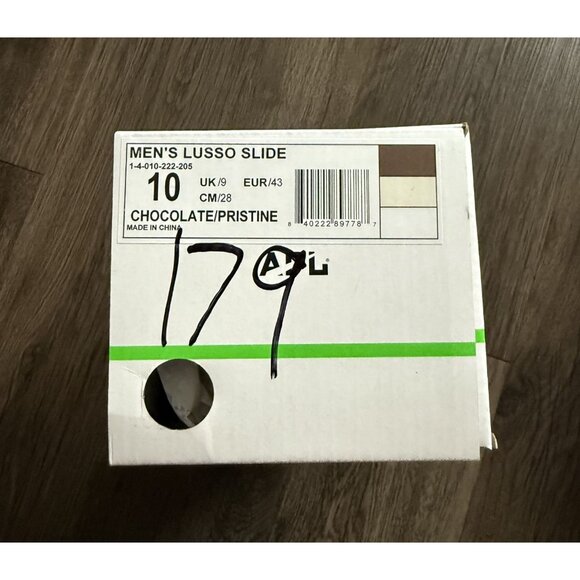 MEN'S LUSSO SLIDE
1-4-010-222-205
10 UK/9 EUR/43
CM/28
CHOCOLATE/PRISTINE
MADE IN CHINA
8 40222 89778 7
APL
179